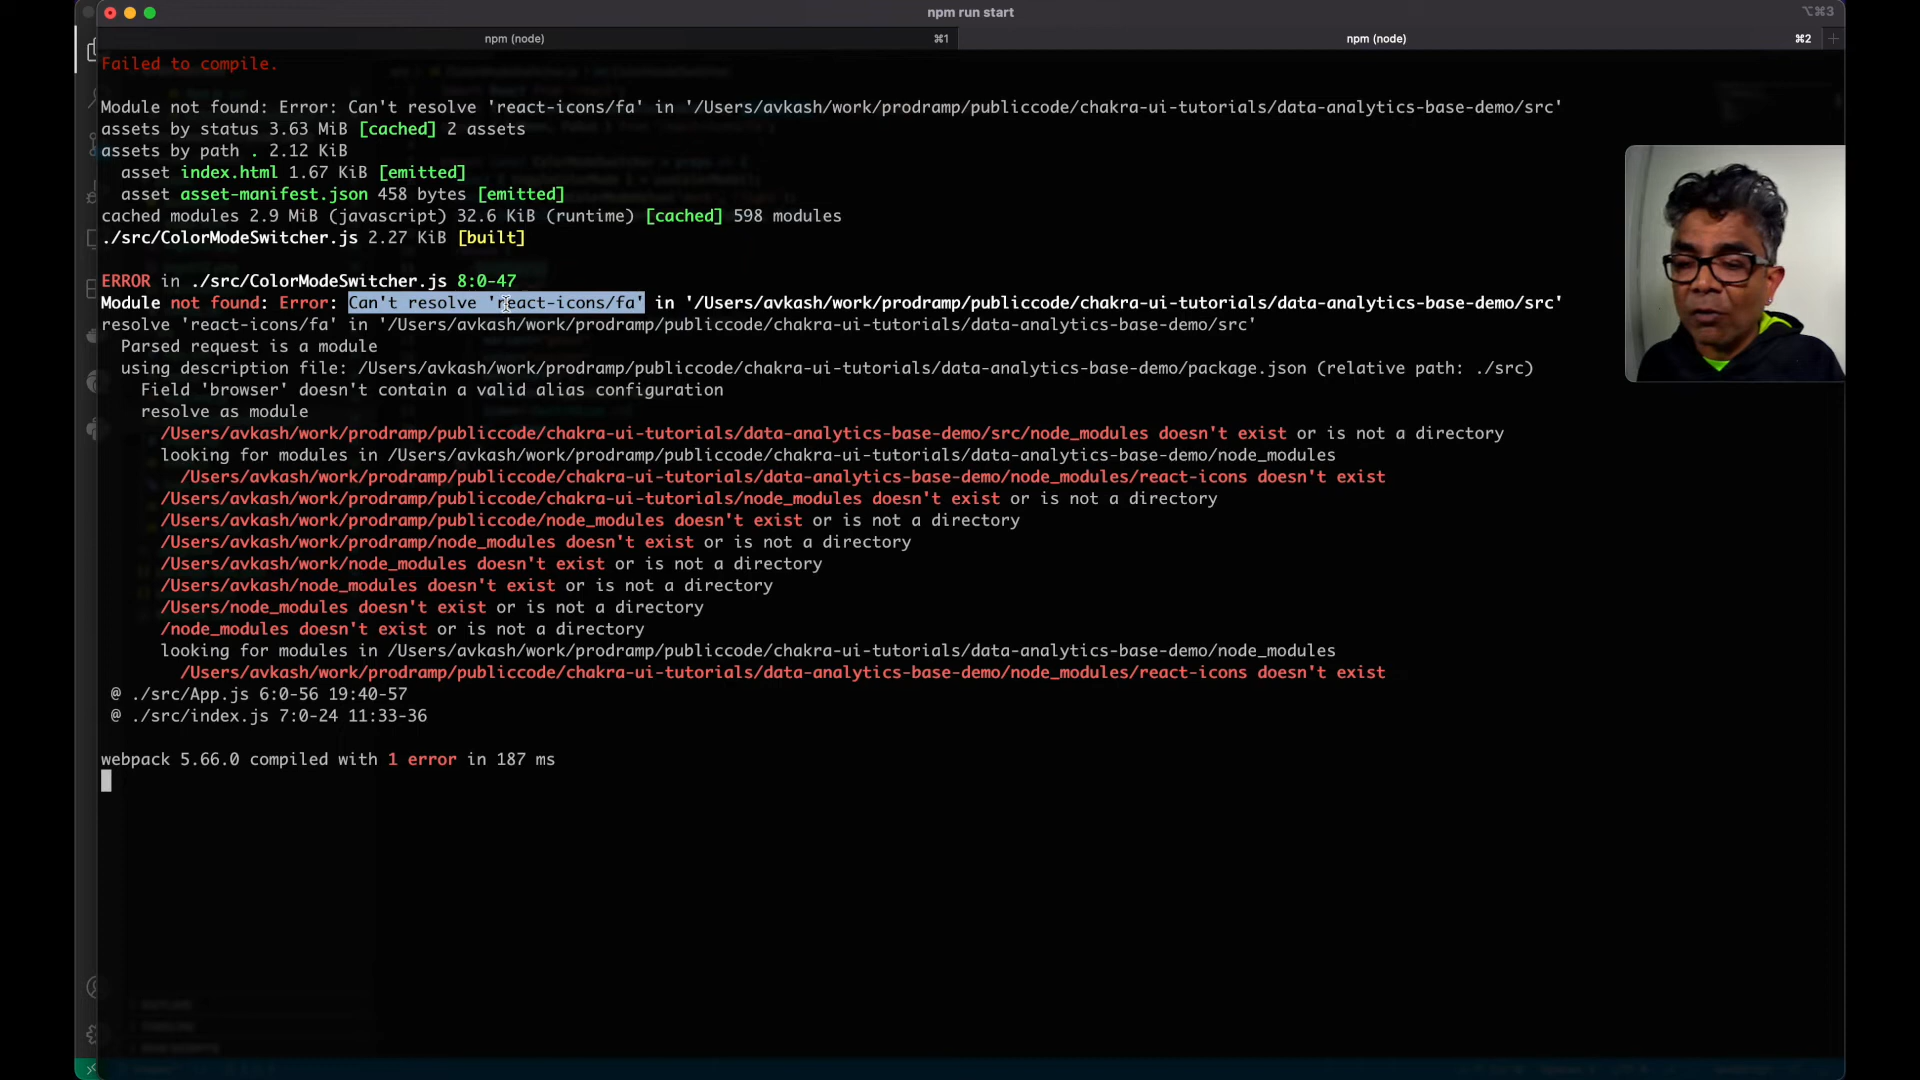 npm run start
⌥⌘3
npm (node)
⌘1
npm (node)
⌘2
Failed to compile.
Module not found: Error: Can't resolve 'react-icons/fa' in '/Users/avkash/work/prodramp/publiccode/chakra-ui-tutorials/data-analytics-base-demo/src'
assets by status 3.63 MiB [cached] 2 assets
assets by path . 2.12 KiB
asset index.html 1.67 KiB [emitted]
asset asset-manifest.json 458 bytes [emitted]
cached modules 2.9 MiB (javascript) 32.6 KiB (runtime) [cached] 598 modules
./src/ColorModeSwitcher.js 2.27 KiB [built]
ERROR in ./src/ColorModeSwitcher.js 8:0-47
Module not found: Error: Can't resolve 'react-icons/fa' in '/Users/avkash/work/prodramp/publiccode/chakra-ui-tutorials/data-analytics-base-demo/src'
resolve 'react-icons/fa' in '/Users/avkash/work/prodramp/publiccode/chakra-ui-tutorials/data-analytics-base-demo/src'
Parsed request is a module
using description file: /Users/avkash/work/prodramp/publiccode/chakra-ui-tutorials/data-analytics-base-demo/package.json (relative path: ./src)
Field 'browser' doesn't contain a valid alias configuration
resolve as module
/Users/avkash/work/prodramp/publiccode/chakra-ui-tutorials/data-analytics-base-demo/src/node_modules doesn't exist or is not a directory
looking for modules in /Users/avkash/work/prodramp/publiccode/chakra-ui-tutorials/data-analytics-base-demo/node_modules
/Users/avkash/work/prodramp/publiccode/chakra-ui-tutorials/data-analytics-base-demo/node_modules/react-icons doesn't exist
/Users/avkash/work/prodramp/publiccode/chakra-ui-tutorials/node_modules doesn't exist or is not a directory
/Users/avkash/work/prodramp/publiccode/node_modules doesn't exist or is not a directory
/Users/avkash/work/prodramp/node_modules doesn't exist or is not a directory
/Users/avkash/work/node_modules doesn't exist or is not a directory
/Users/avkash/node_modules doesn't exist or is not a directory
/Users/node_modules doesn't exist or is not a directory
/node_modules doesn't exist or is not a directory
looking for modules in /Users/avkash/work/prodramp/publiccode/chakra-ui-tutorials/data-analytics-base-demo/node_modules
/Users/avkash/work/prodramp/publiccode/chakra-ui-tutorials/data-analytics-base-demo/node_modules/react-icons doesn't exist
@ ./src/App.js 6:0-56 19:40-57
@ ./src/index.js 7:0-24 11:33-36
webpack 5.66.0 compiled with 1 error in 187 ms